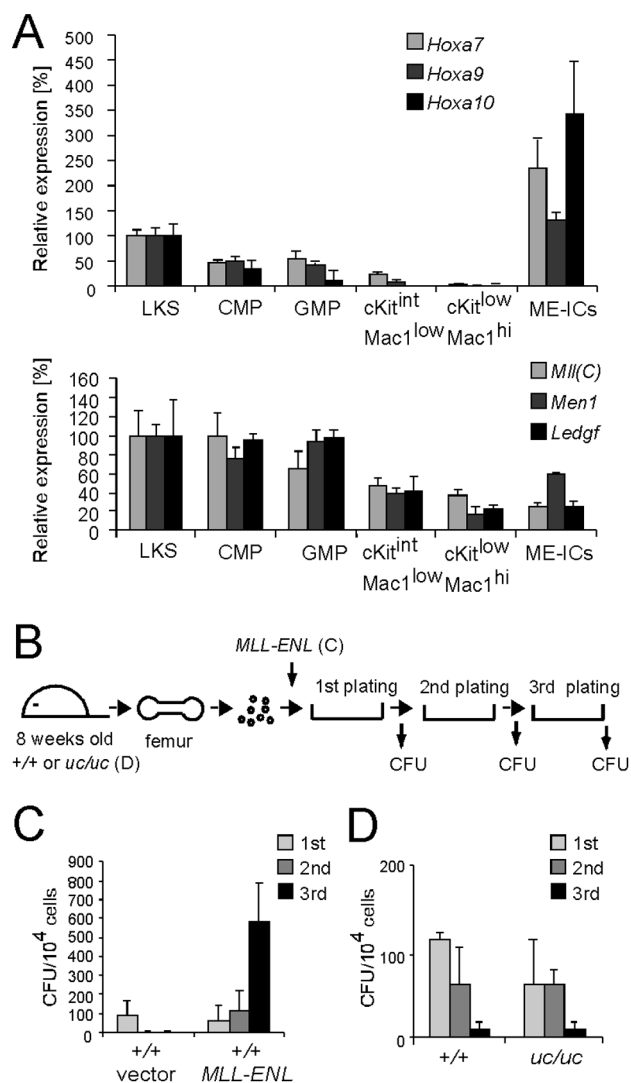 A
Relative expression [%]
500
450
400
350
300
250
200
150
100
50
0
Hoxa7
Hoxa9
Hoxa10
LKS CMP GMP cKitint cKitlow ME-ICs
Mac1low Mac1hi
Relative expression [%]
160
140
120
100
80
60
40
20
0
Mll(C)
Men1
Ledgf
LKS CMP GMP cKitint cKitlow ME-ICs
Mac1low Mac1hi
B
MLL-ENL (C)
1st plating 2nd plating 3rd plating
8 weeks old femur
+/+ or uc/uc (D)
CFU CFU CFU
C
CFU/10^4 cells
900
800
700
600
500
400
300
200
100
0
1st
2nd
3rd
+/+ +/+
vector MLL-ENL
D
CFU/10^4 cells
200
100
0
1st
2nd
3rd
+/+ uc/uc